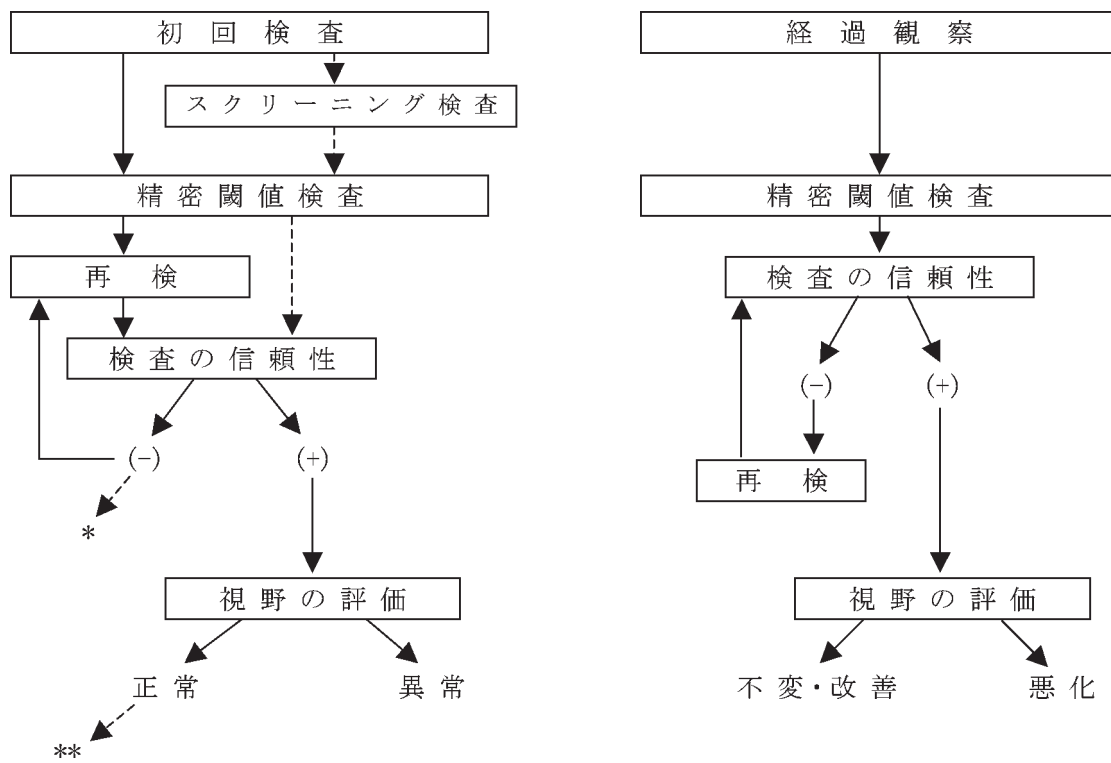 初回検査
スクリーニング検査
精密閾値検査
再検
検査の信頼性
(−)
(+)
*
視野の評価
正常
異常
**
経過観察
精密閾値検査
検査の信頼性
(−)
(+)
再検
視野の評価
不変・改善
悪化